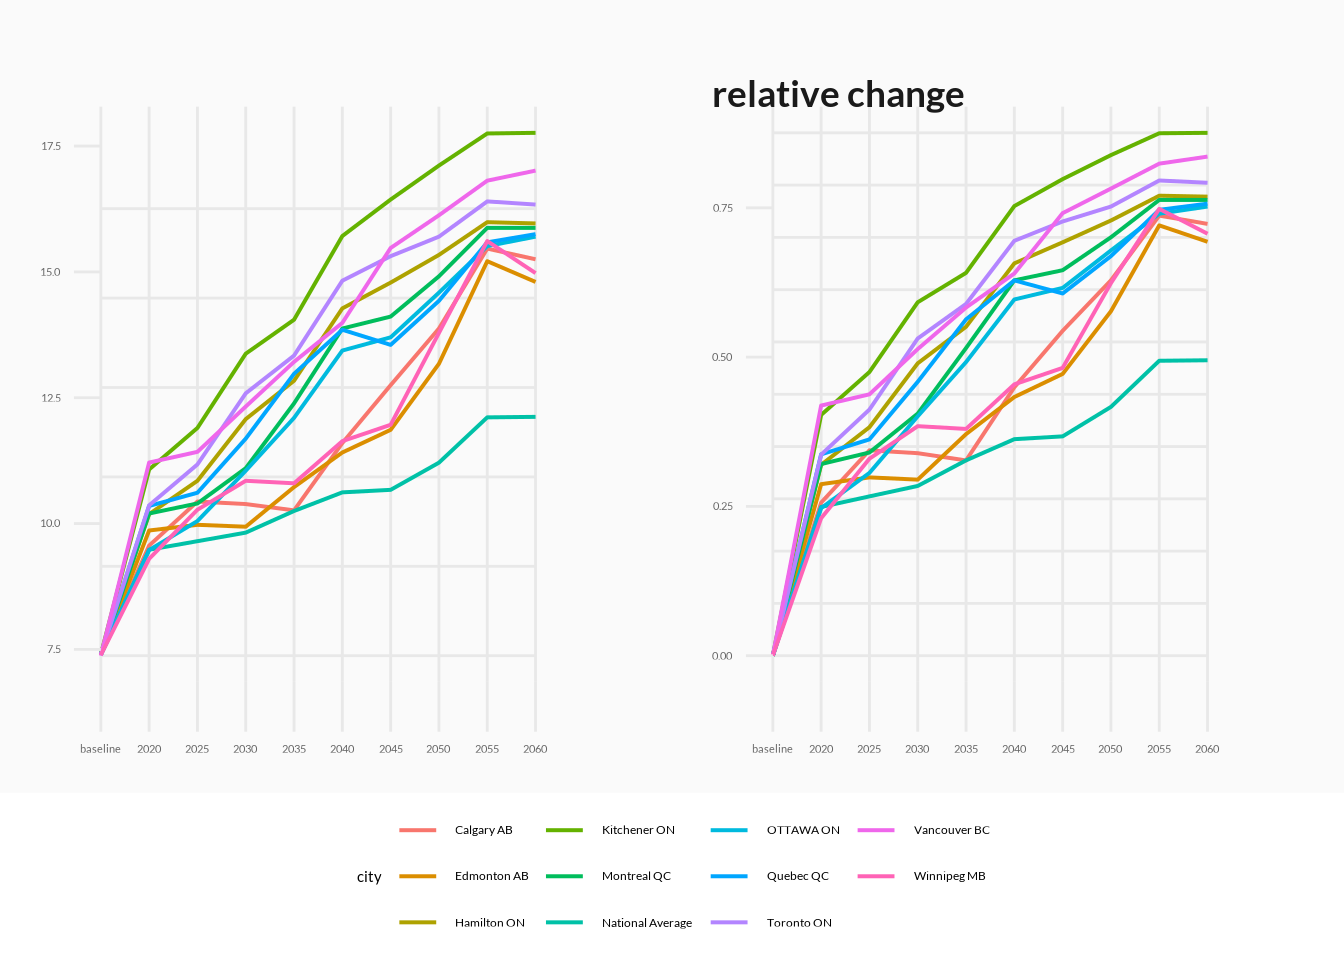 relative change
17.5
15.0
12.5
10.0
7.5
baseline 2020 2025 2030 2035 2040 2045 2050 2055 2060
0.75
0.50
0.25
0.00
baseline 2020 2025 2030 2035 2040 2045 2050 2055 2060
city
Calgary AB
Edmonton AB
Hamilton ON
Kitchener ON
Montreal QC
National Average
OTTAWA ON
Quebec QC
Toronto ON
Vancouver BC
Winnipeg MB